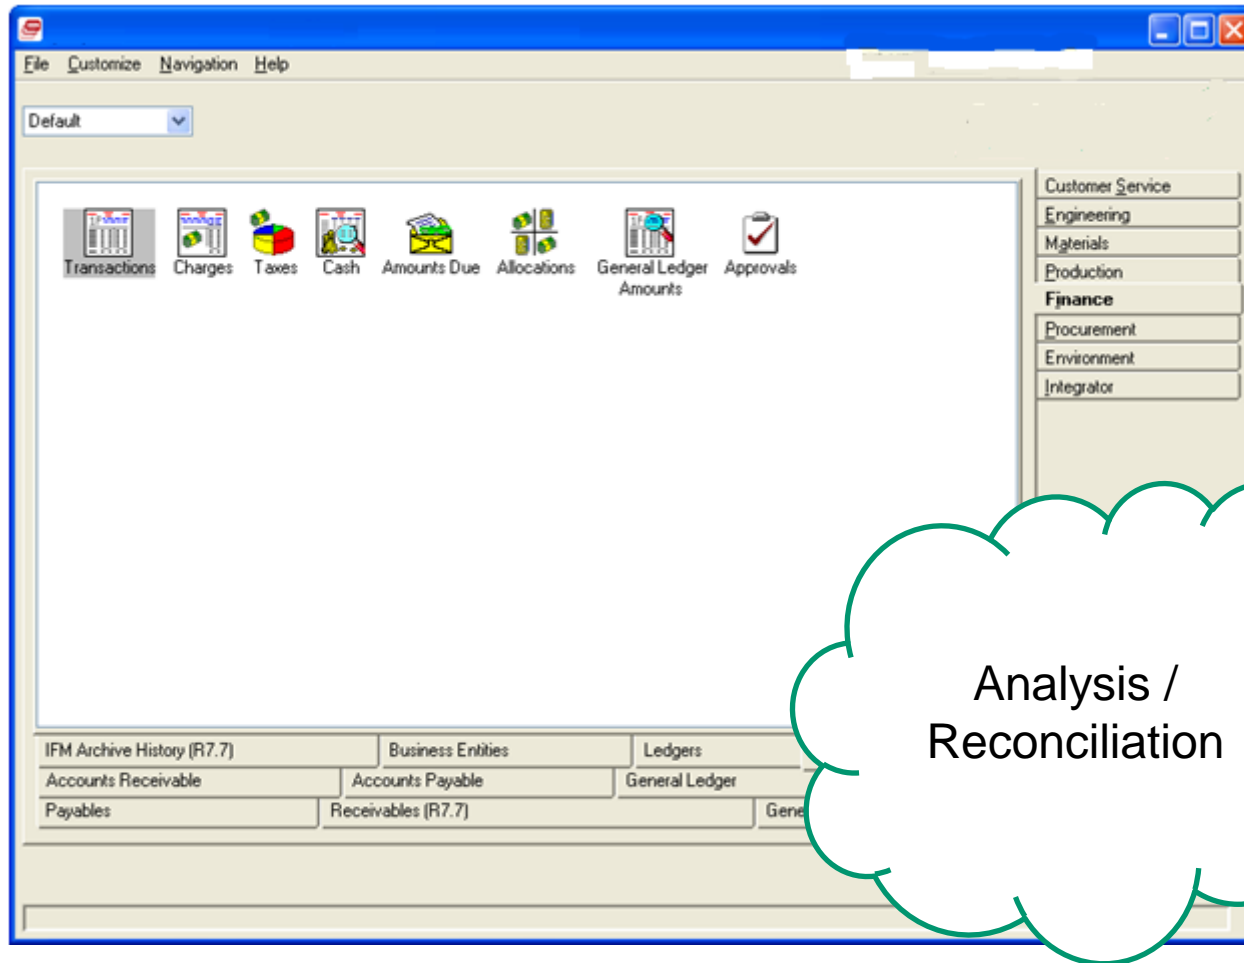 File Customize Navigation Help
Default
Customer Service
Engineering
Materials
Production
Finance
Procurement
Environment
Integrator
Transactions Charges Taxes Cash Amounts Due Allocations General Ledger Approvals
Amounts
Analysis /
Reconciliation
IFM Archive History (R7.7) Business Entities Ledgers
Accounts Receivable Accounts Payable General Ledger
Payables Receivables (R7.7) Gene